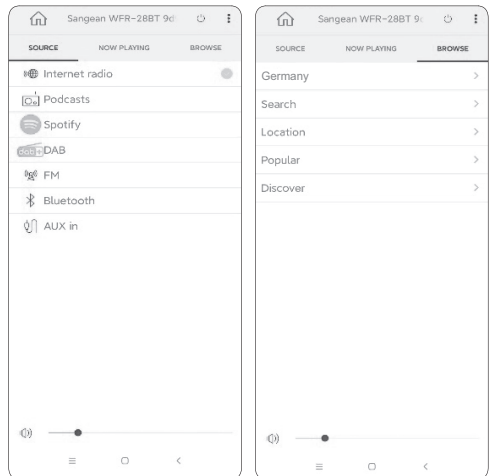 Sangean WFR-28BT 9d
SOURCE NOW PLAYING BROWSE
Internet radio
Podcasts
Spotify
dab+ DAB
FM
Bluetooth
AUX in
Sangean WFR-28BT 9
SOURCE NOW PLAYING BROWSE
Germany
Search
Location
Popular
Discover